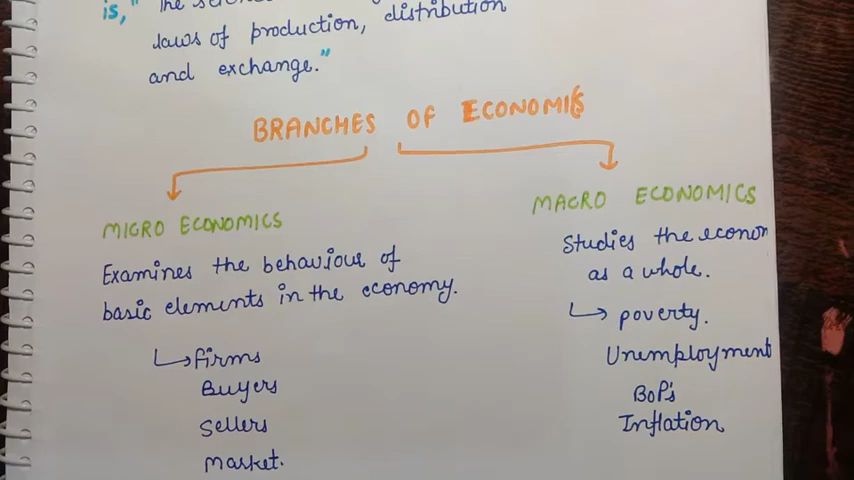 is," The
laws of production, distribution
and exchange."
BRANCHES OF ECONOMICS
MICRO ECONOMICS
Examines the behaviour of
basic elements in the economy.
Firms
Buyers
Sellers
Market.
MACRO ECONOMICS
Studies the econom
as a whole.
poverty.
Unemployment
BoP's
Inflation